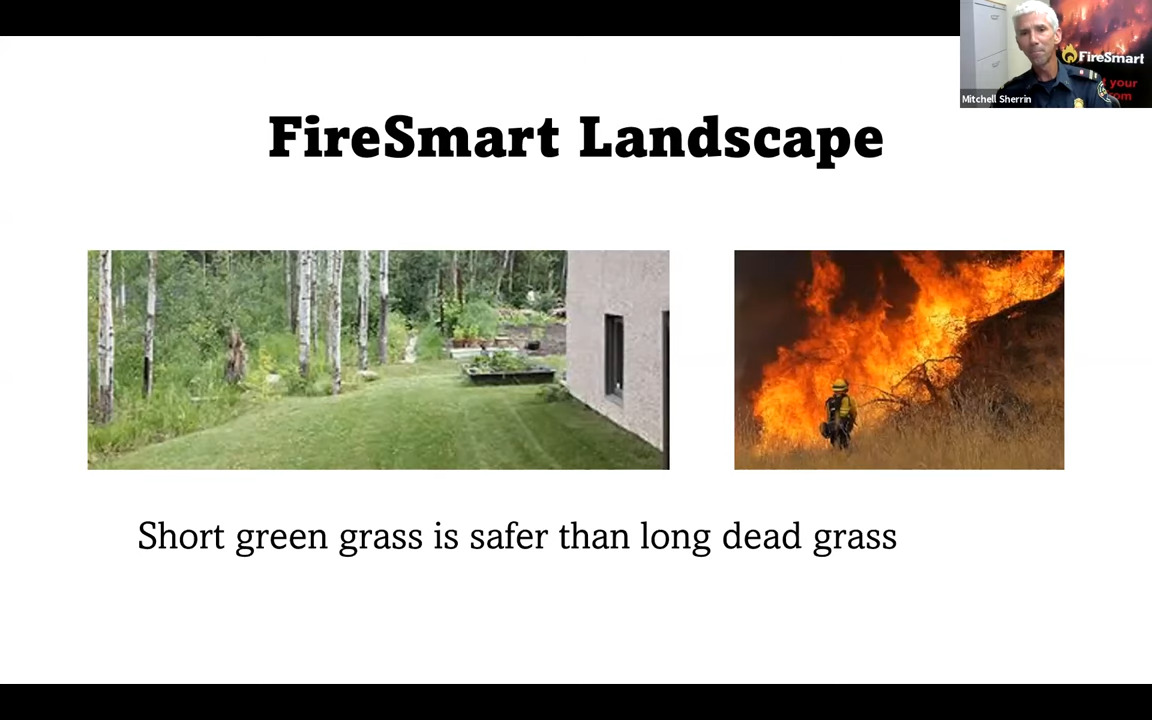 FireSmart
your
Mitchell Sherrin
FireSmart Landscape
Short green grass is safer than long dead grass